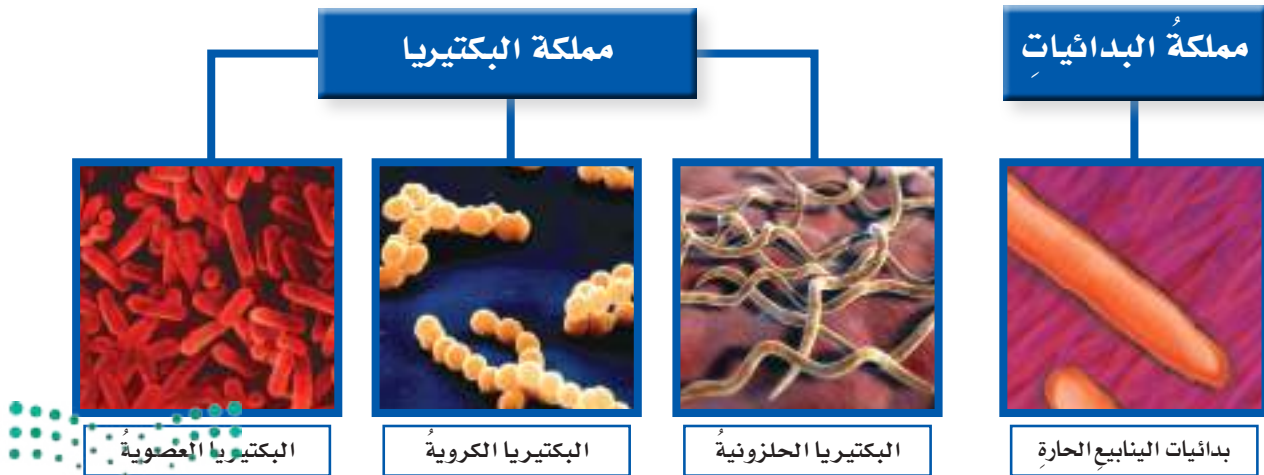 مملكةُ البدائياتِ
مملكة البكتيريا
بدائيات الينابيعِ الحارةِ
البكتيريا الحلزونيةُ
البكتيريا الكرويةُ
البكتيريا العصويةُ